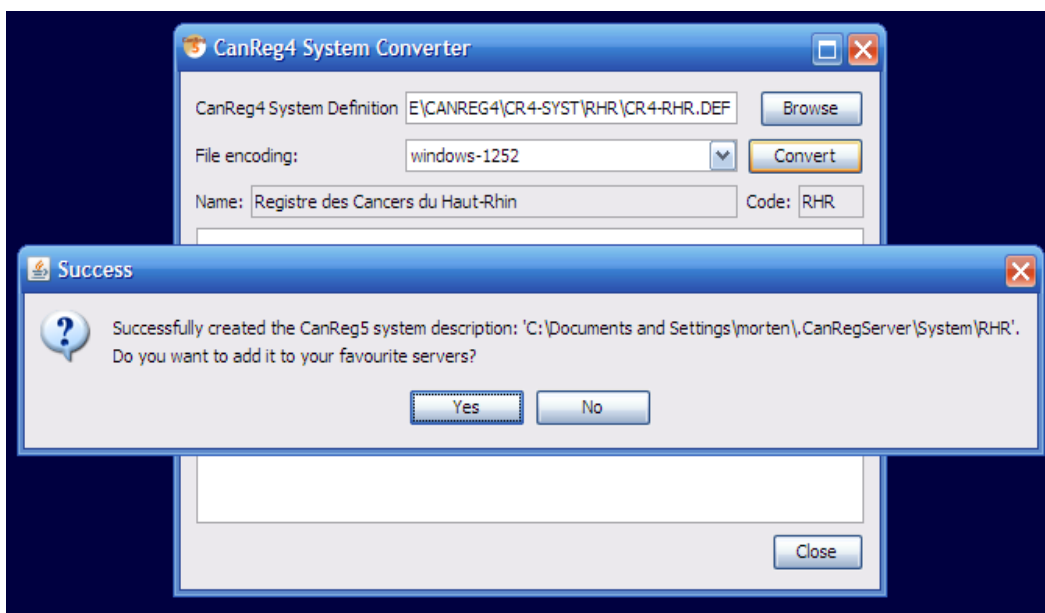 CanReg4 System Converter
CanReg4 System Definition E\CANREG4\CR4-SYST\RHR\CR4-RHR.DEF Browse
File encoding: windows-1252 Convert
Name: Registre des Cancers du Haut-Rhin Code: RHR
Success
Successfully created the CanReg5 system description: 'C:\Documents and Settings\morten\.CanRegServer\System\RHR'.
Do you want to add it to your favourite servers?
Yes No
Close